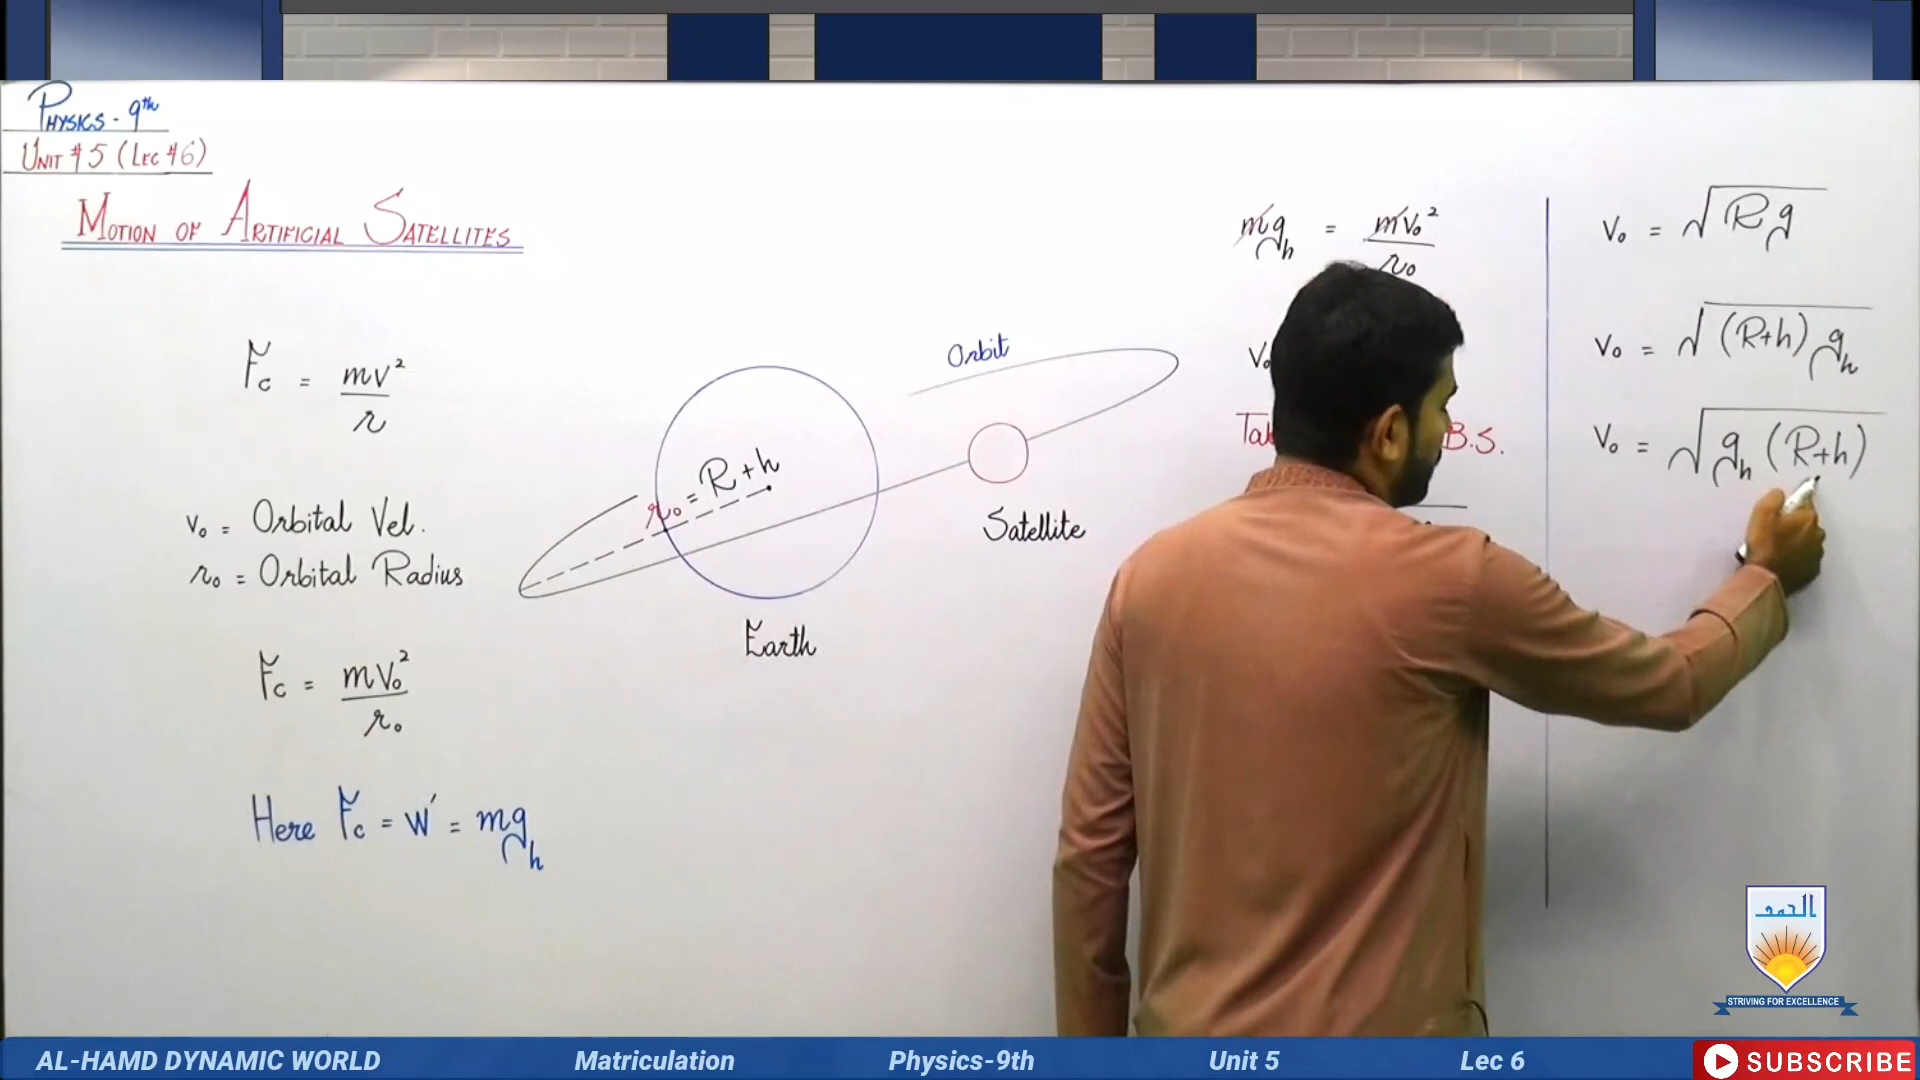 PHYSICS - 9th
UNIT # 5 (LEC # 6)
MOTION OF ARTIFICIAL SATELLITES
Fc = mv²/r
v₀ = Orbital Vel.
r₀ = Orbital Radius
Fc = mv₀²/r₀
Here Fc = w' = mgh
Orbit
r₀ = R+h
Satellite
Earth
mgh = mv₀²/r₀
B.S.
v₀ = √Rg
v₀ = √(R+h)gh
v₀ = √gh(R+h)
الحمد
STRIVING FOR EXCELLENCE
AL-HAMD DYNAMIC WORLD Matriculation Physics-9th Unit 5 Lec 6 SUBSCRIBE